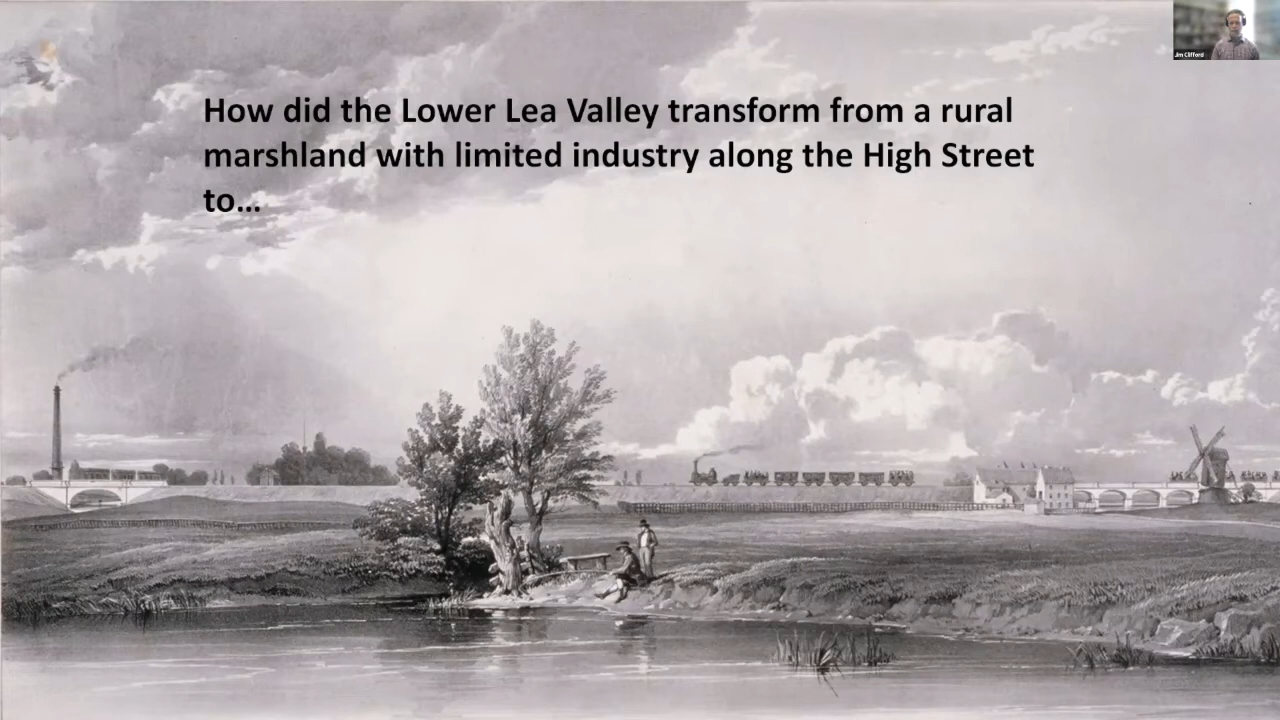 How did the Lower Lea Valley transform from a rural
marshland with limited industry along the High Street
to…
Jim Clifford